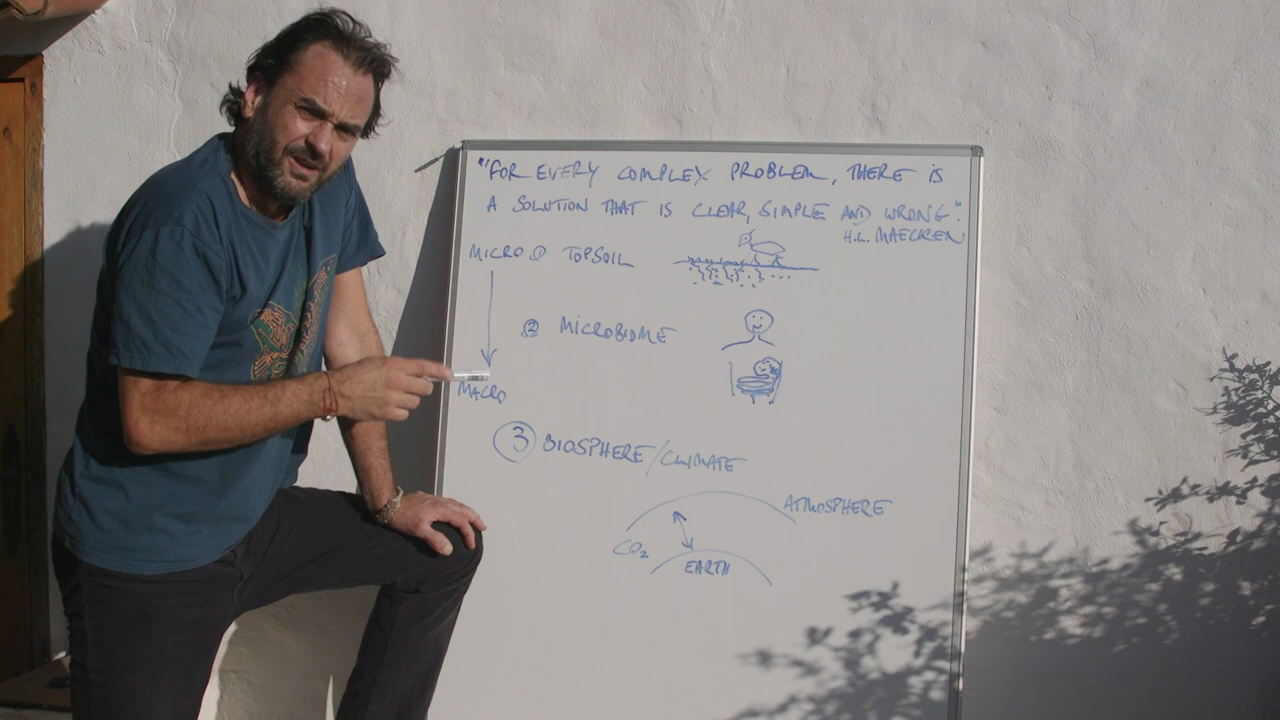 "FOR EVERY COMPLEX PROBLEM, THERE IS
A SOLUTION THAT IS CLEAR, SIMPLE AND WRONG".
H.L. MAECKEN
MICRO ① TOPSOIL
② MICROBIOME
MACRO
③ BIOSPHERE/CLIMATE
ATMOSPHERE
CO₂
EARTH